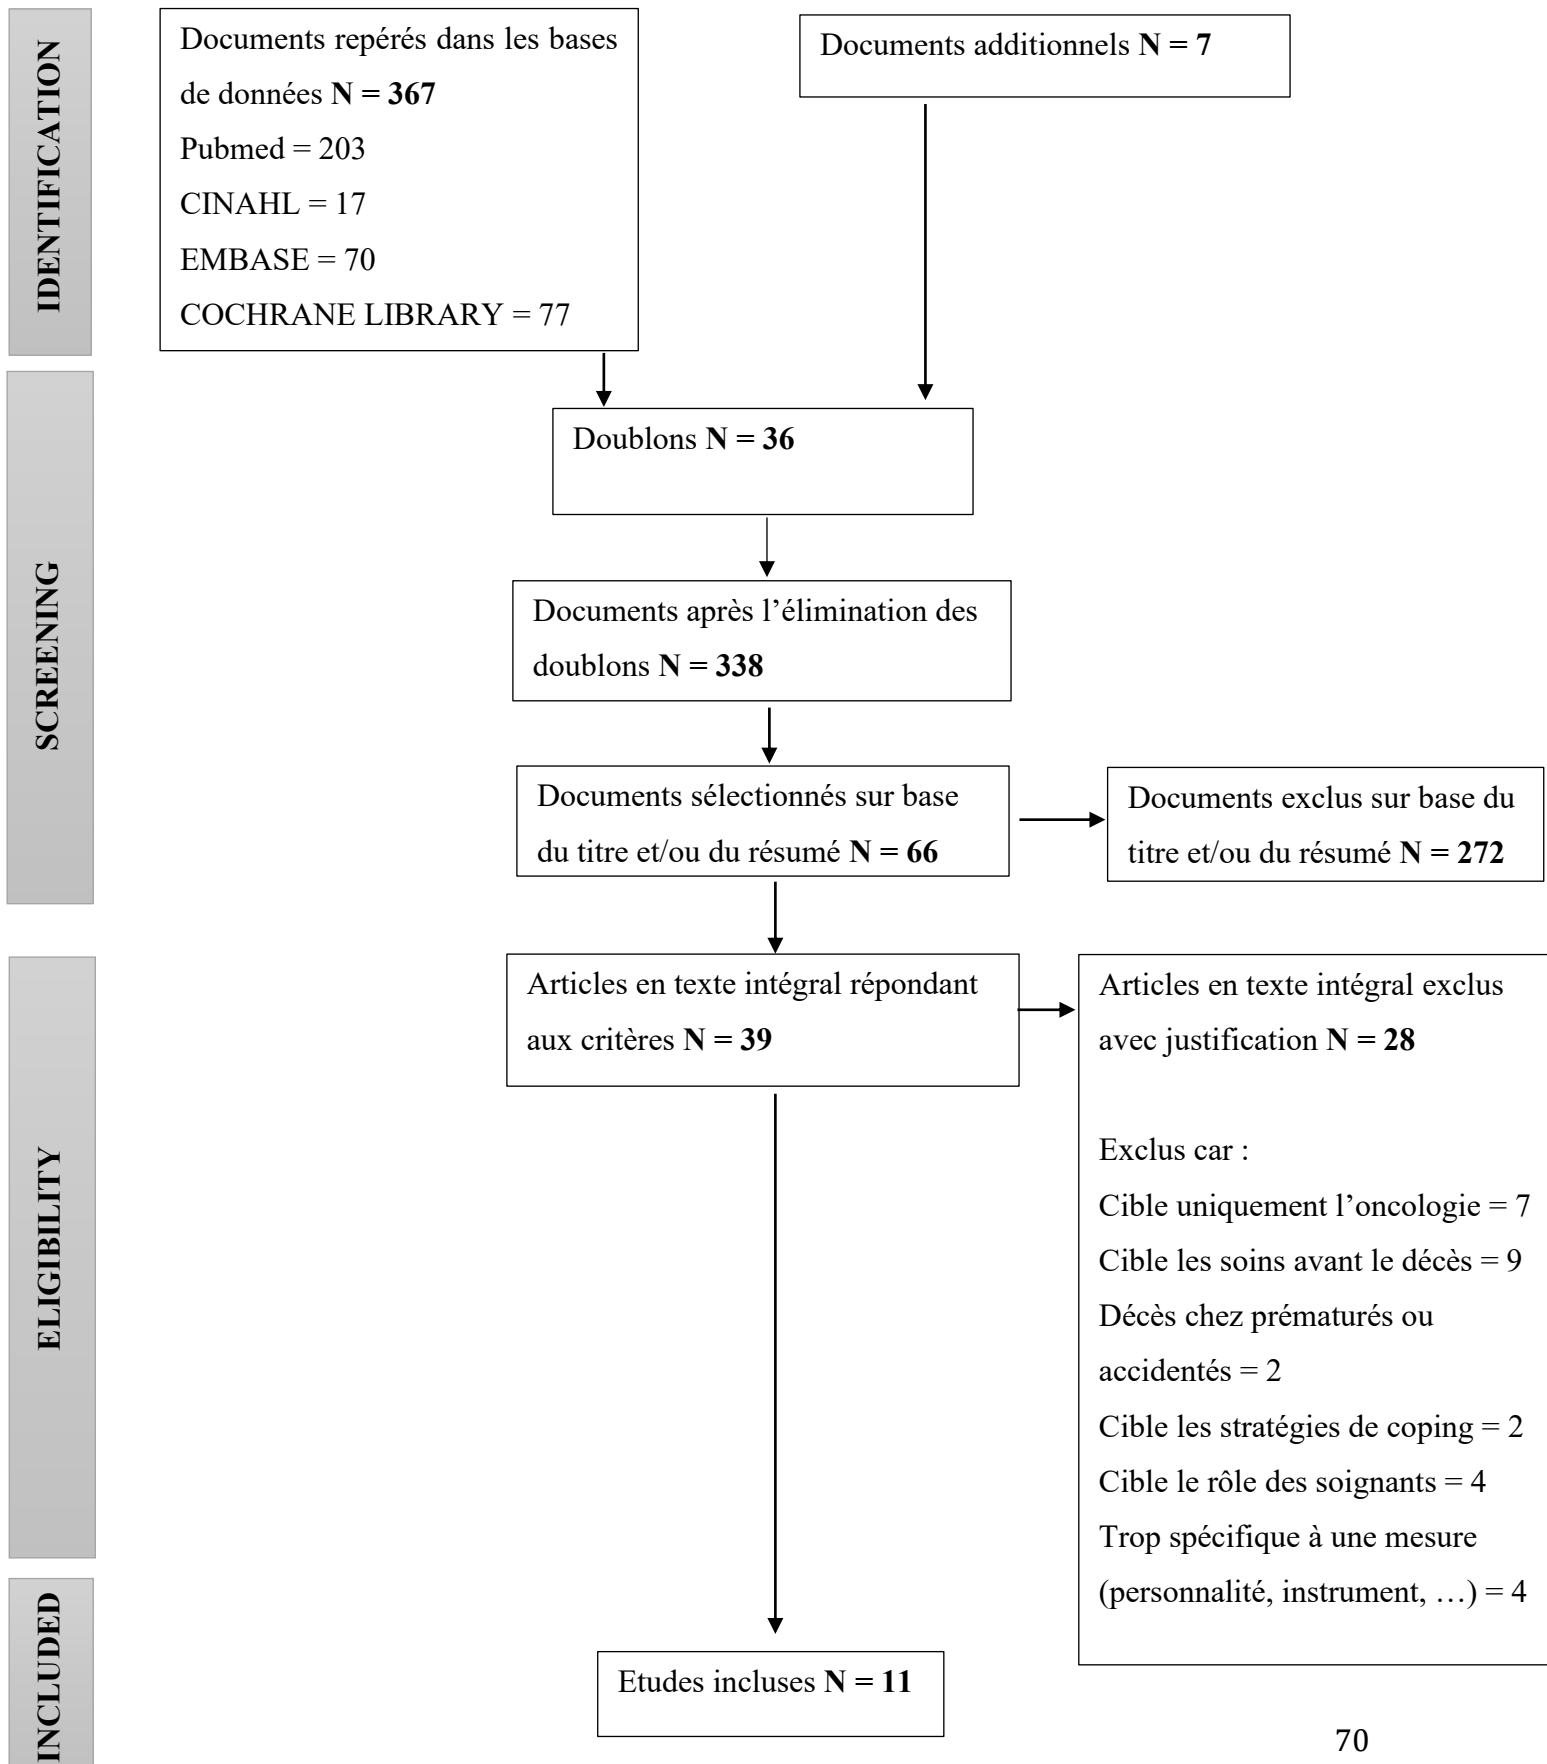 IDENTIFICATION
Documents repérés dans les bases
de données N = 367
Pubmed = 203
CINAHL = 17
EMBASE = 70
COCHRANE LIBRARY = 77
Documents additionnels N = 7
SCREENING
Doublons N = 36
Documents après l’élimination des
doublons N = 338
Documents sélectionnés sur base
du titre et/ou du résumé N = 66
Documents exclus sur base du
titre et/ou du résumé N = 272
ELIGIBILITY
Articles en texte intégral répondant
aux critères N = 39
Articles en texte intégral exclus
avec justification N = 28
Exclus car :
Cible uniquement l’oncologie = 7
Cible les soins avant le décès = 9
Décès chez prématurés ou
accidentés = 2
Cible les stratégies de coping = 2
Cible le rôle des soignants = 4
Trop spécifique à une mesure
(personnalité, instrument, …) = 4
INCLUDED
Etudes incluses N = 11
70